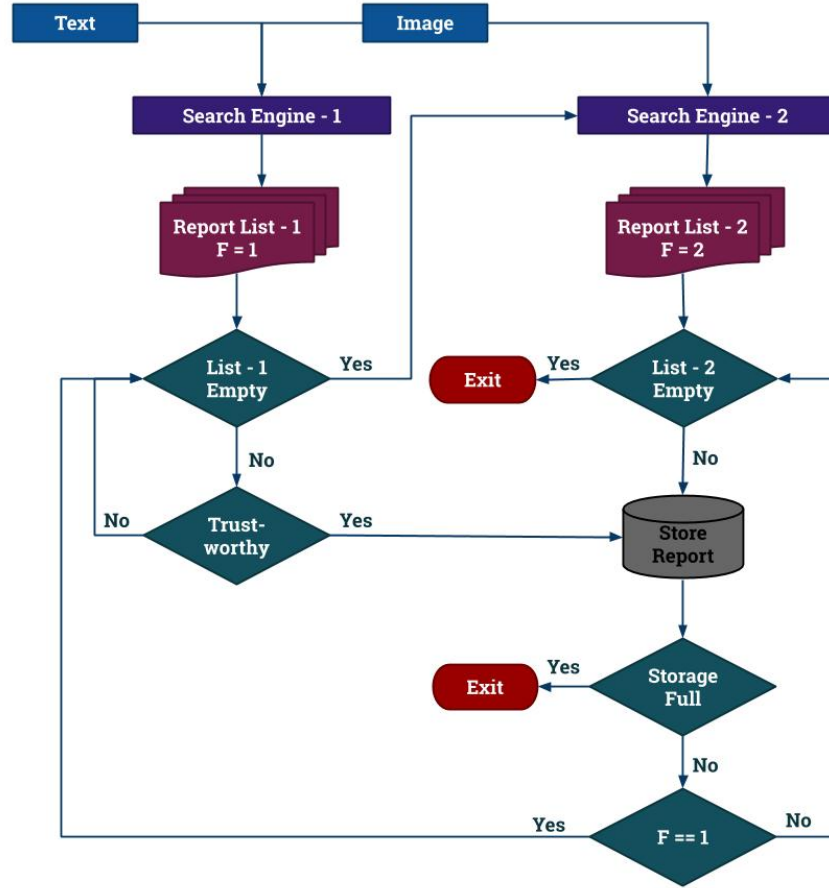 Text
Image
Search Engine - 1
Search Engine - 2
Report List - 1
F = 1
Report List - 2
F = 2
List - 1
Empty
Yes
Exit
Yes
List - 2
Empty
No
No
No
Trust-
worthy
Yes
Store
Report
Exit
Yes
Storage
Full
No
Yes
F == 1
No